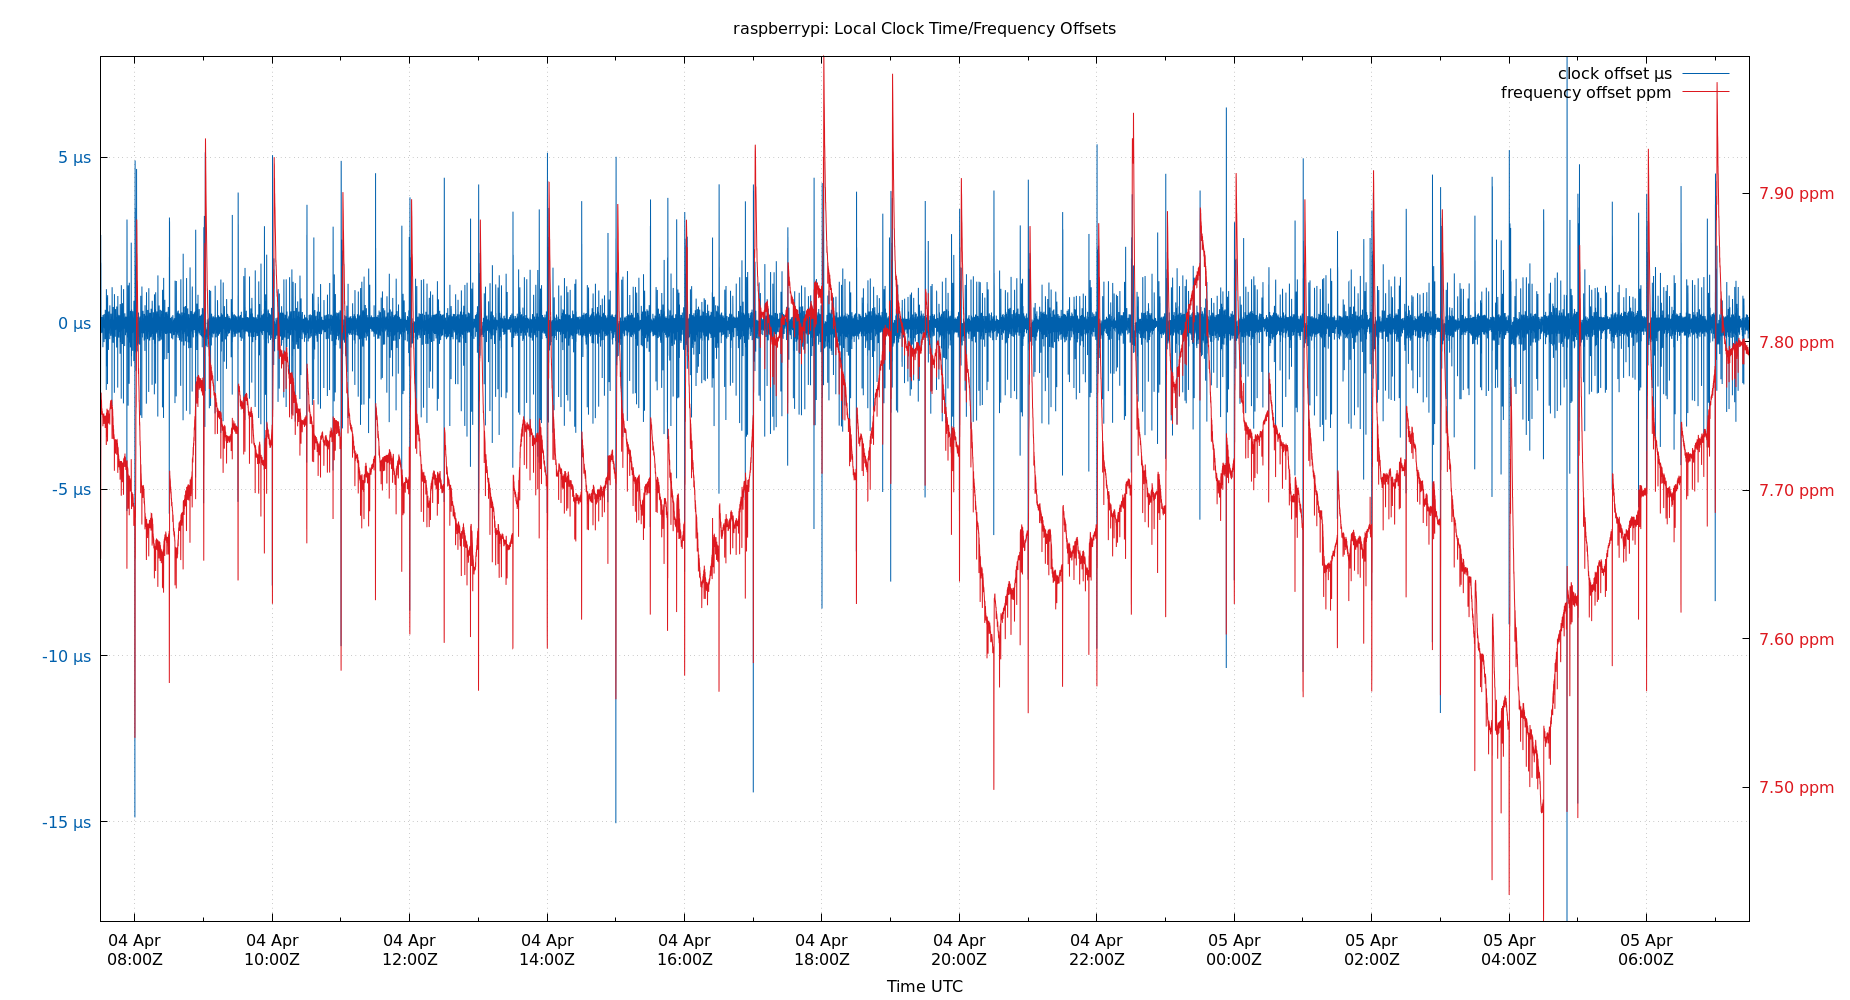 raspberrypi: Local Clock Time/Frequency Offsets
clock offset µs
frequency offset ppm
5 µs
0 µs
-5 µs
-10 µs
-15 µs
7.90 ppm
7.80 ppm
7.70 ppm
7.60 ppm
7.50 ppm
04 Apr 04 Apr 04 Apr 04 Apr 04 Apr 04 Apr 04 Apr 04 Apr 05 Apr 05 Apr 05 Apr 05 Apr
08:00Z 10:00Z 12:00Z 14:00Z 16:00Z 18:00Z 20:00Z 22:00Z 00:00Z 02:00Z 04:00Z 06:00Z
Time UTC